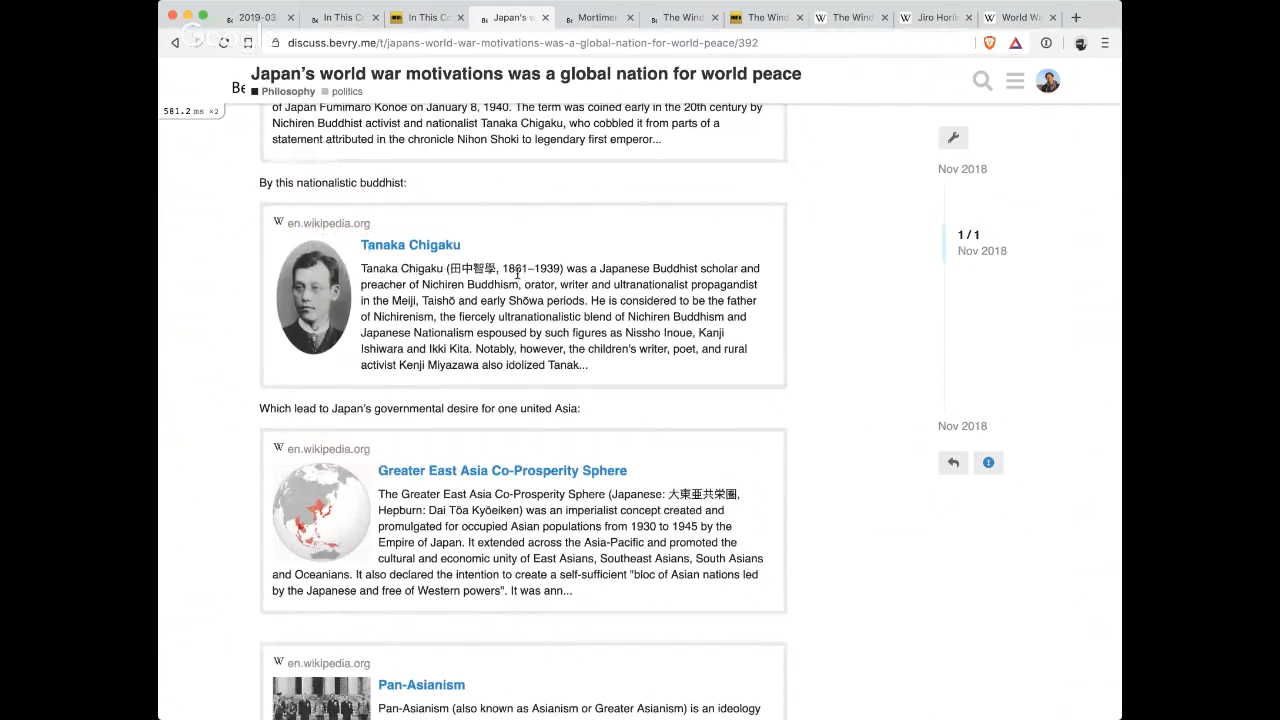 2019-03
In This C
In This C
Japan's w
Mortimer
The Wind
The Wind
The Wind
Jiro Hori
World Wa
discuss.bevry.me/t/japans-world-war-motivations-was-a-global-nation-for-world-peace/392
Japan's world war motivations was a global nation for world peace
Be
Philosophy politics
581.2 ms ×2
of Japan Fumimaro Konoe on January 8, 1940. The term was coined early in the 20th century by
Nichiren Buddhist activist and nationalist Tanaka Chigaku, who cobbled it from parts of a
statement attributed in the chronicle Nihon Shoki to legendary first emperor...
Nov 2018
By this nationalistic buddhist:
1 / 1
Nov 2018
W en.wikipedia.org
Tanaka Chigaku
Tanaka Chigaku (田中智學, 1861–1939) was a Japanese Buddhist scholar and
preacher of Nichiren Buddhism, orator, writer and ultranationalist propagandist
in the Meiji, Taishō and early Shōwa periods. He is considered to be the father
of Nichirenism, the fiercely ultranationalistic blend of Nichiren Buddhism and
Japanese Nationalism espoused by such figures as Nissho Inoue, Kanji
Ishiwara and Ikki Kita. Notably, however, the children's writer, poet, and rural
activist Kenji Miyazawa also idolized Tanak...
Which lead to Japan's governmental desire for one united Asia:
Nov 2018
W en.wikipedia.org
Greater East Asia Co-Prosperity Sphere
The Greater East Asia Co-Prosperity Sphere (Japanese: 大東亜共栄圏,
Hepburn: Dai Tōa Kyōeiken) was an imperialist concept created and
promulgated for occupied Asian populations from 1930 to 1945 by the
Empire of Japan. It extended across the Asia-Pacific and promoted the
cultural and economic unity of East Asians, Southeast Asians, South Asians
and Oceanians. It also declared the intention to create a self-sufficient "bloc of Asian nations led
by the Japanese and free of Western powers". It was ann...
W en.wikipedia.org
Pan-Asianism
Pan-Asianism (also known as Asianism or Greater Asianism) is an ideology